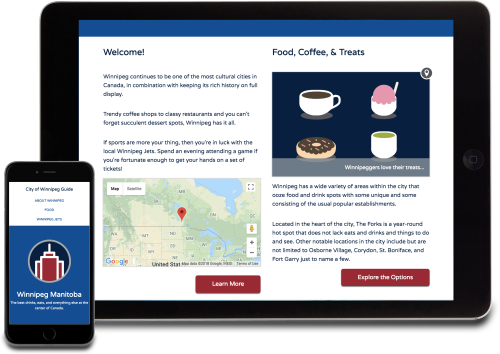 Welcome!
Winnipeg continues to be one of the most cultural cities in
Canada, in combination with keeping its rich history on full
display.
Trendy coffee shops to classy restaurants and you can't
forget succulent dessert spots, Winnipeg has it all.
If sports are more your thing, then you're in luck with the
local Winnipeg Jets. Spend an evening attending a game if
you're fortunate enough to get your hands on a set of
tickets!
Map Satellite
Google
United Stat
Map data ©2018 Google, INEGI Terms of Use
Learn More
Food, Coffee, & Treats
Winnipeggers love their treats...
Winnipeg has a wide variety of areas within the city that
ooze food and drink spots with some unique and some
consisting of the usual popular establishments.
Located in the heart of the city, The Forks is a year-round
hot spot that does not lack eats and drinks and things to do
and see. Other notable locations in the city include but are
not limited to Osborne Village, Corydon, St. Boniface, and
Fort Garry just to name a few.
Explore the Options
City of Winnipeg Guide
ABOUT WINNIPEG
FOOD
WINNIPEG JETS
Winnipeg Manitoba
The best drinks, eats, and everything else at the
center of Canada.